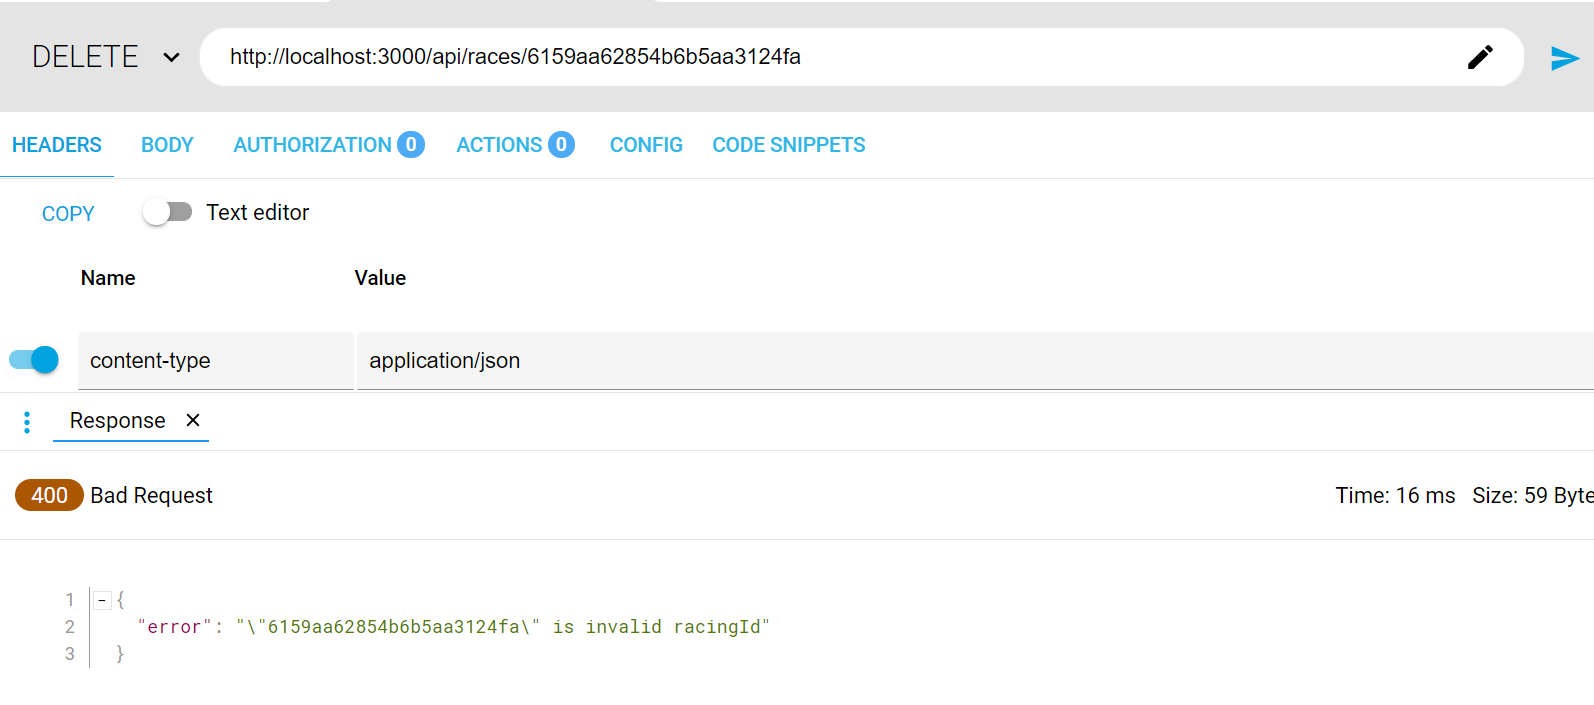 DELETE http://localhost:3000/api/races/6159aa62854b6b5aa3124fa
HEADERS BODY AUTHORIZATION 0 ACTIONS 0 CONFIG CODE SNIPPETS
COPY Text editor
Name Value
content-type application/json
Response
400 Bad Request Time: 16 ms Size: 59 Byte
1 {
2 "error": "\"6159aa62854b6b5aa3124fa\" is invalid racingId"
3 }